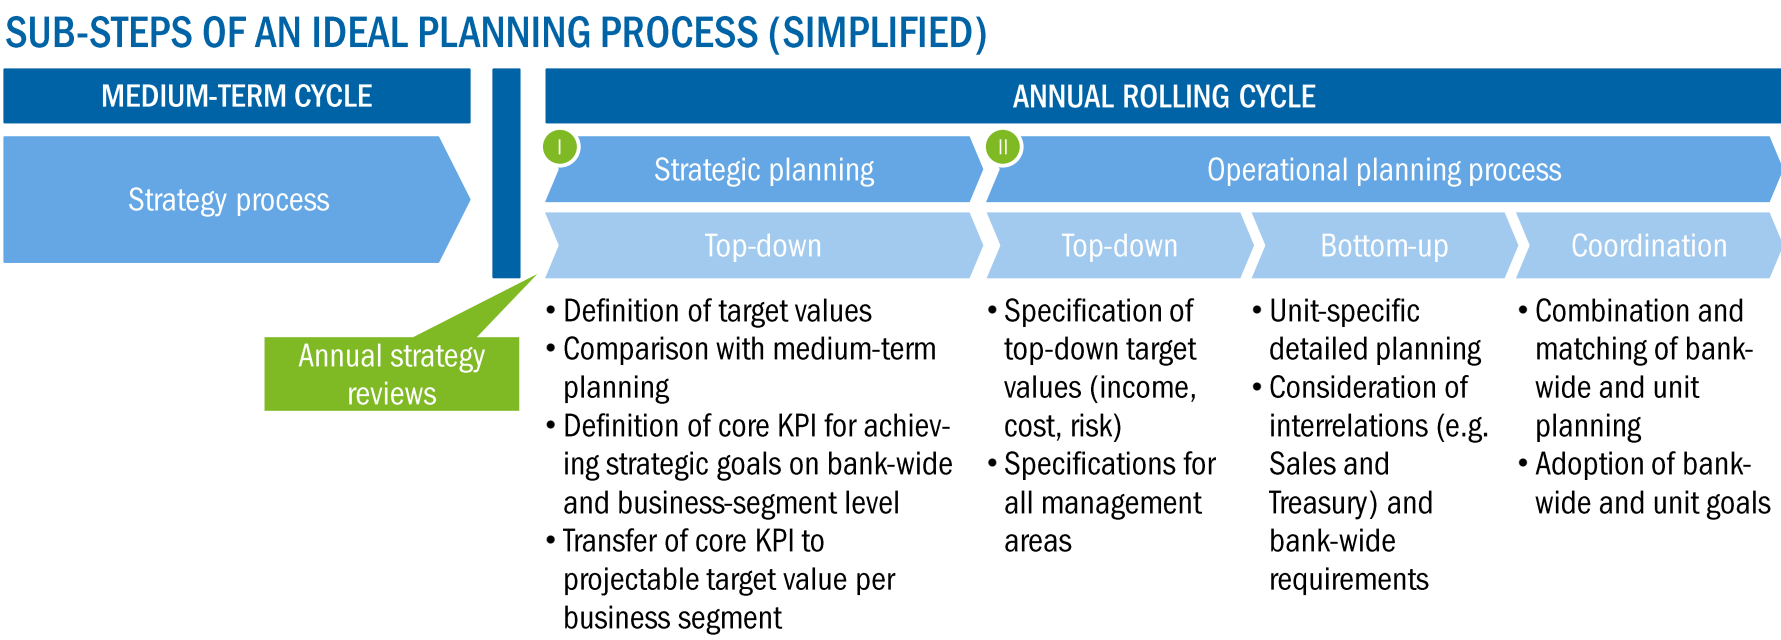 SUB-STEPS OF AN IDEAL PLANNING PROCESS (SIMPLIFIED)
MEDIUM-TERM CYCLE
ANNUAL ROLLING CYCLE
Strategy process
I
Strategic planning
II
Operational planning process
Top-down
Top-down
Bottom-up
Coordination
Annual strategy
reviews
• Definition of target values
• Comparison with medium-term
planning
• Definition of core KPI for achiev-
ing strategic goals on bank-wide
and business-segment level
• Transfer of core KPI to
projectable target value per
business segment
• Specification of
top-down target
values (income,
cost, risk)
• Specifications for
all management
areas
• Unit-specific
detailed planning
• Consideration of
interrelations (e.g.
Sales and
Treasury) and
bank-wide
requirements
• Combination and
matching of bank-
wide and unit
planning
• Adoption of bank-
wide and unit goals